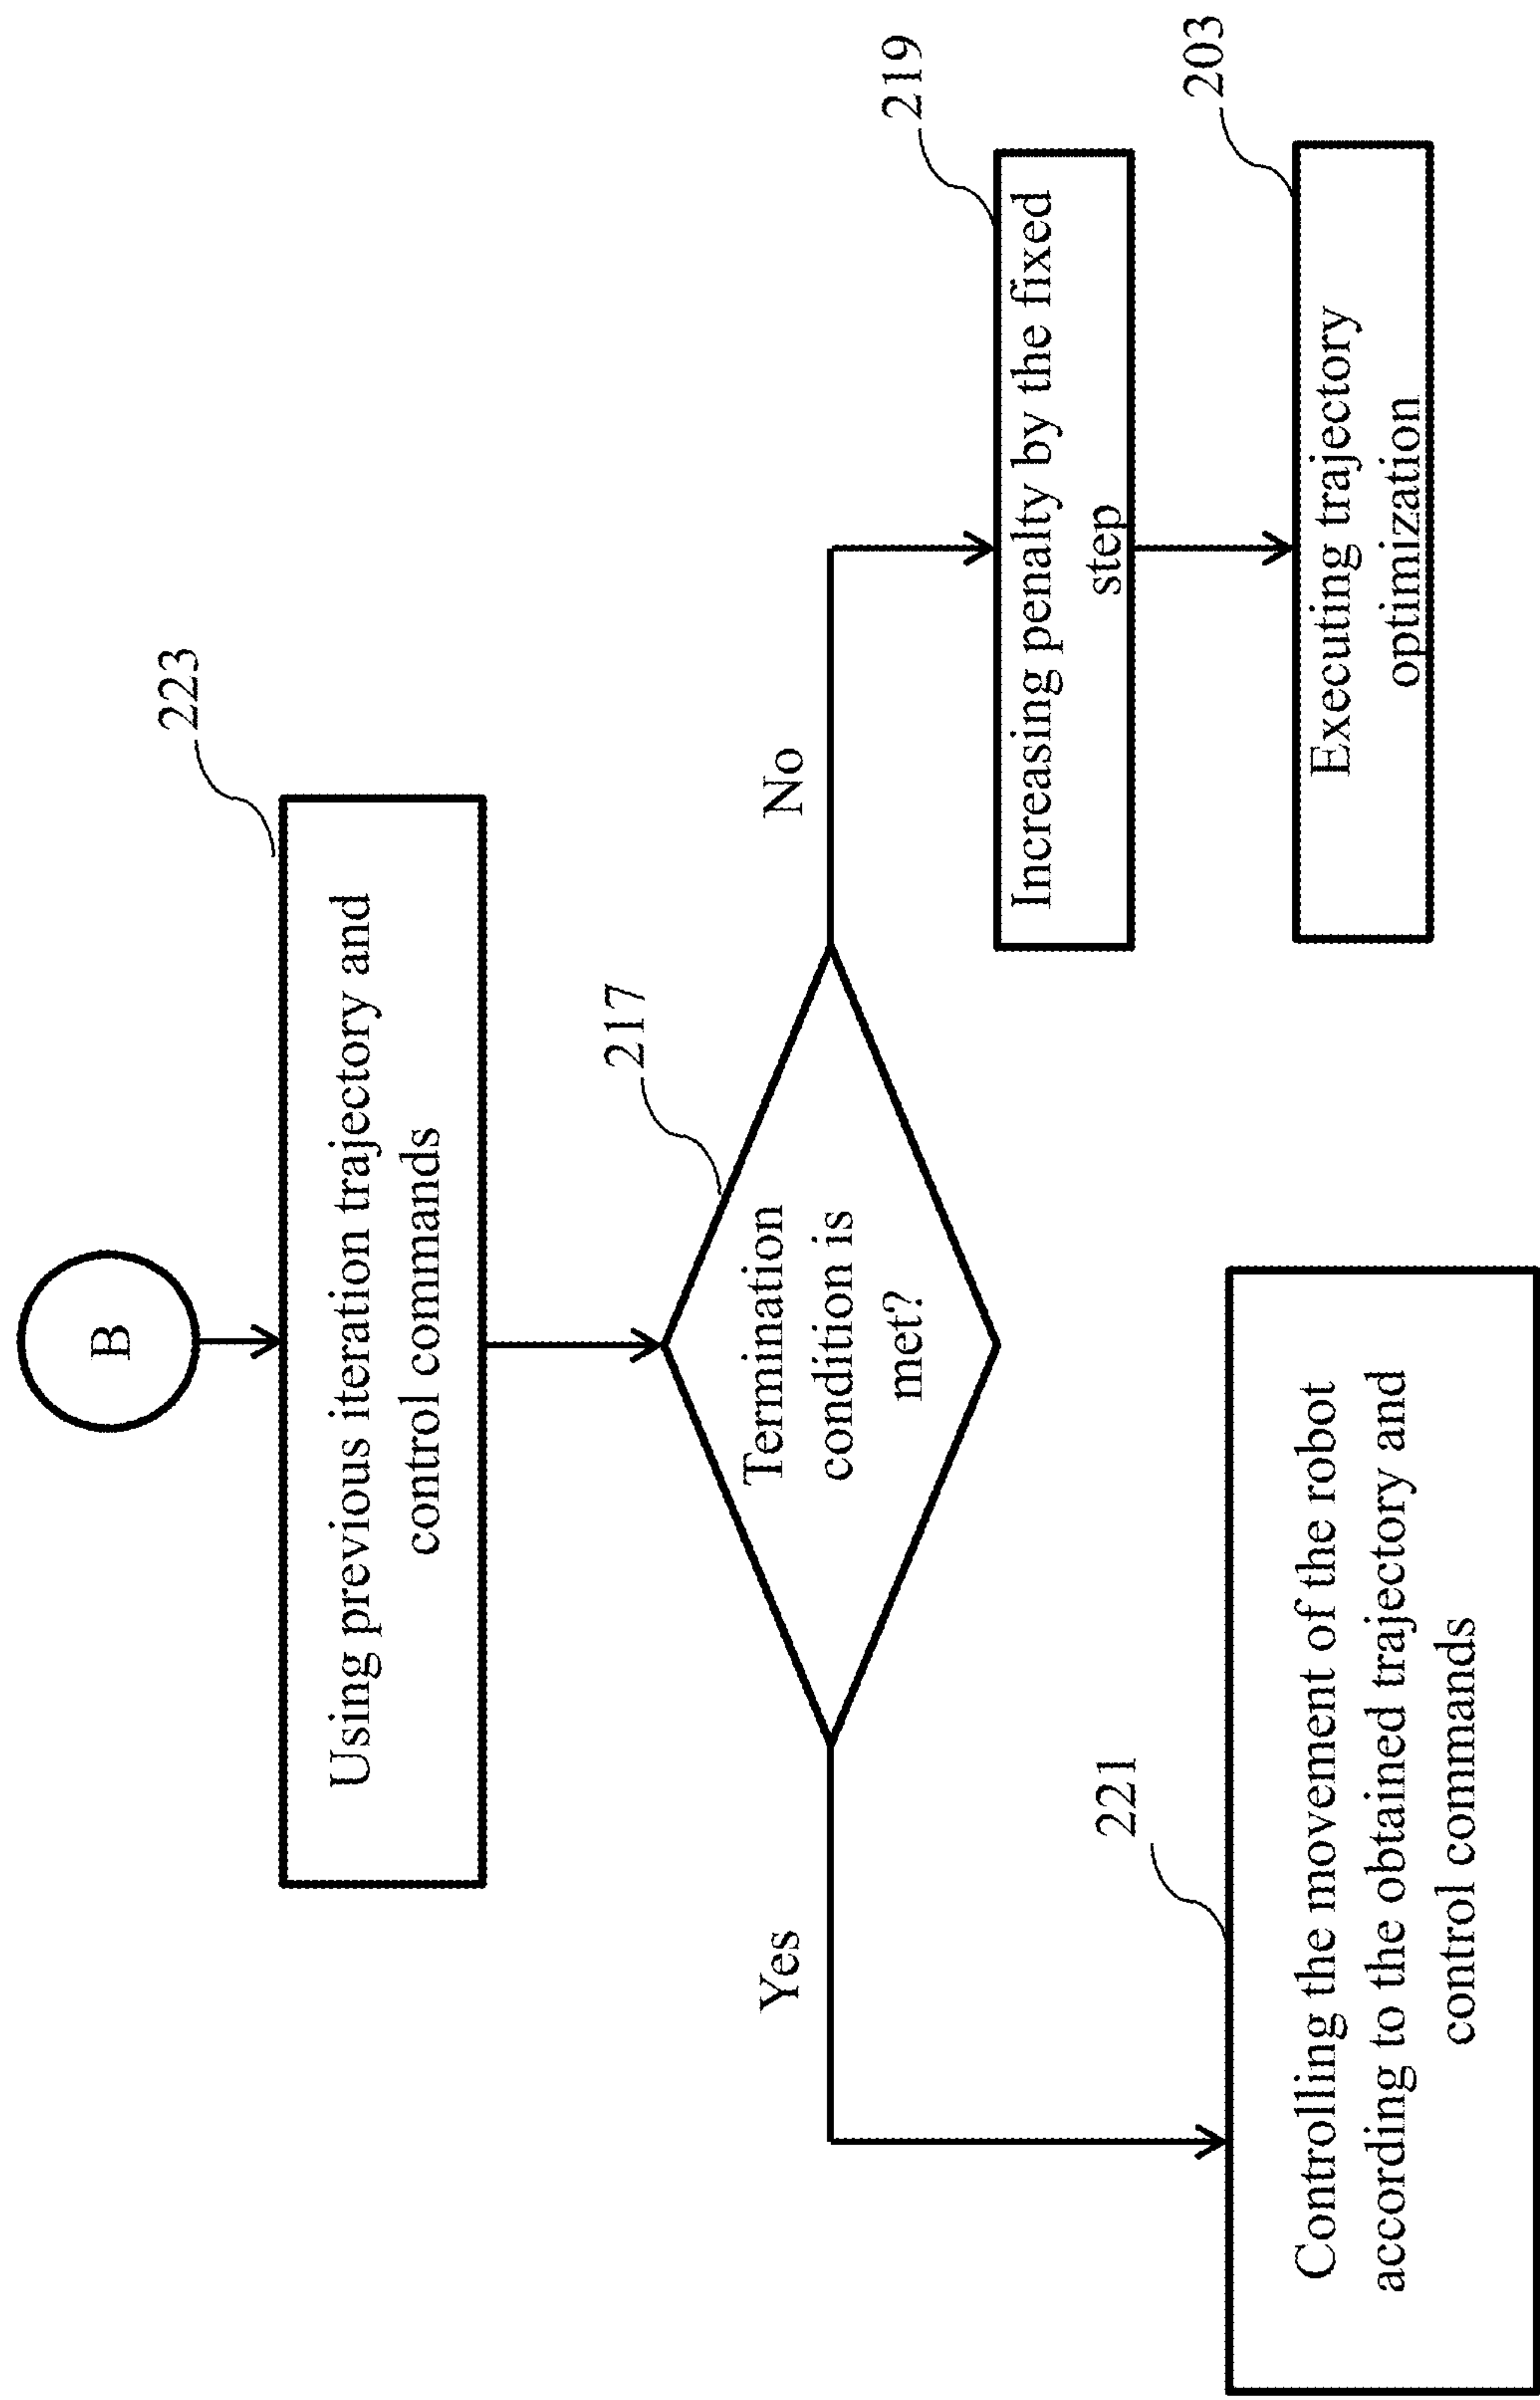 B
223
Using previous iteration trajectory and
control commands
217
Termination
condition is
met?
Yes
No
221
Controlling the movement of the robot
according to the obtained trajectory and
control commands
219
Increasing penalty by the fixed
step
203
Executing trajectory
optimization